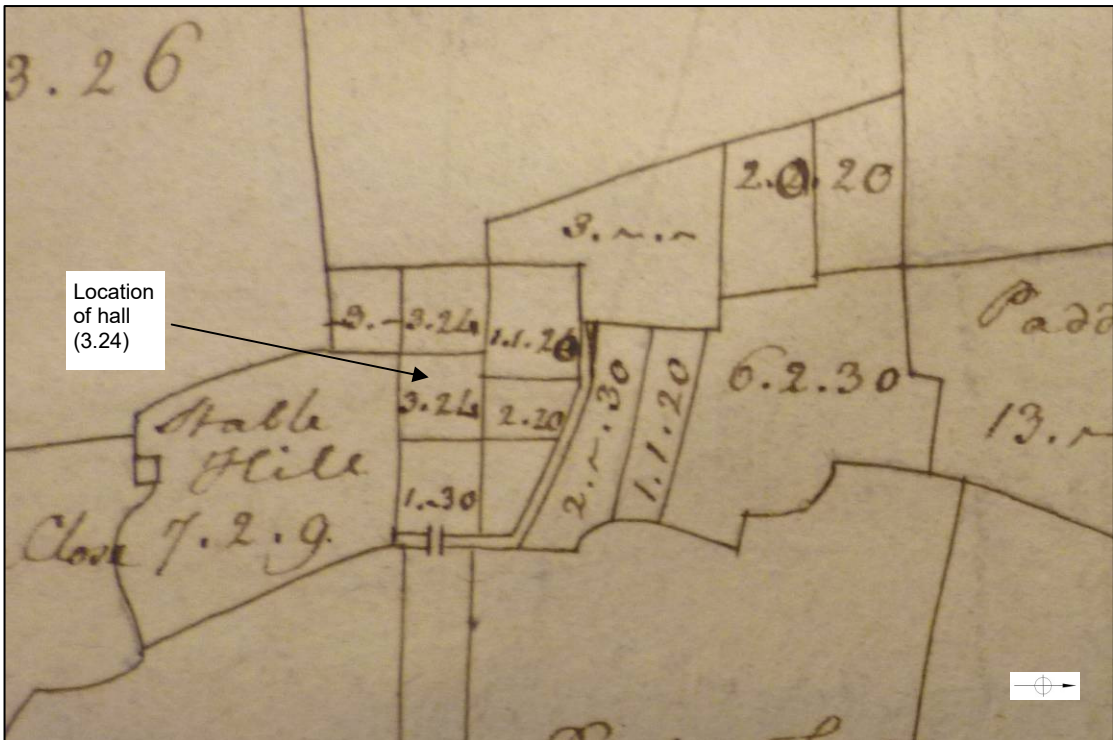 3.26
2.0.20
3.~.~
Location
of hall
(3.24)
-3.-
3.24
1.1.20
Padd
3.24
2.20
2.~.30
1.1.20
6.2.30
13.~
Stable
Hill
1.~30
Close
7.2.9.